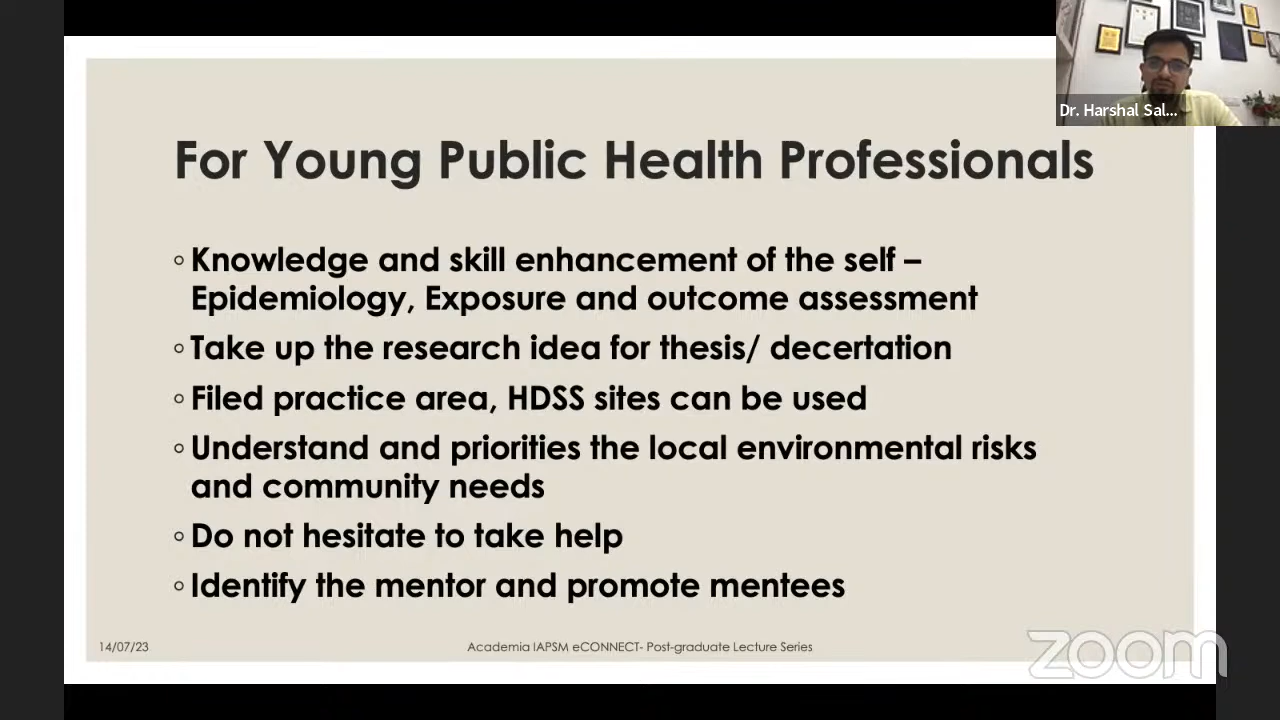 Dr. Harshal Sal...
For Young Public Health Professionals
◦ Knowledge and skill enhancement of the self –
Epidemiology, Exposure and outcome assessment
◦ Take up the research idea for thesis/ decertation
◦ Filed practice area, HDSS sites can be used
◦ Understand and priorities the local environmental risks
and community needs
◦ Do not hesitate to take help
◦ Identify the mentor and promote mentees
14/07/23
Academia IAPSM eCONNECT- Post-graduate Lecture Series
zoom